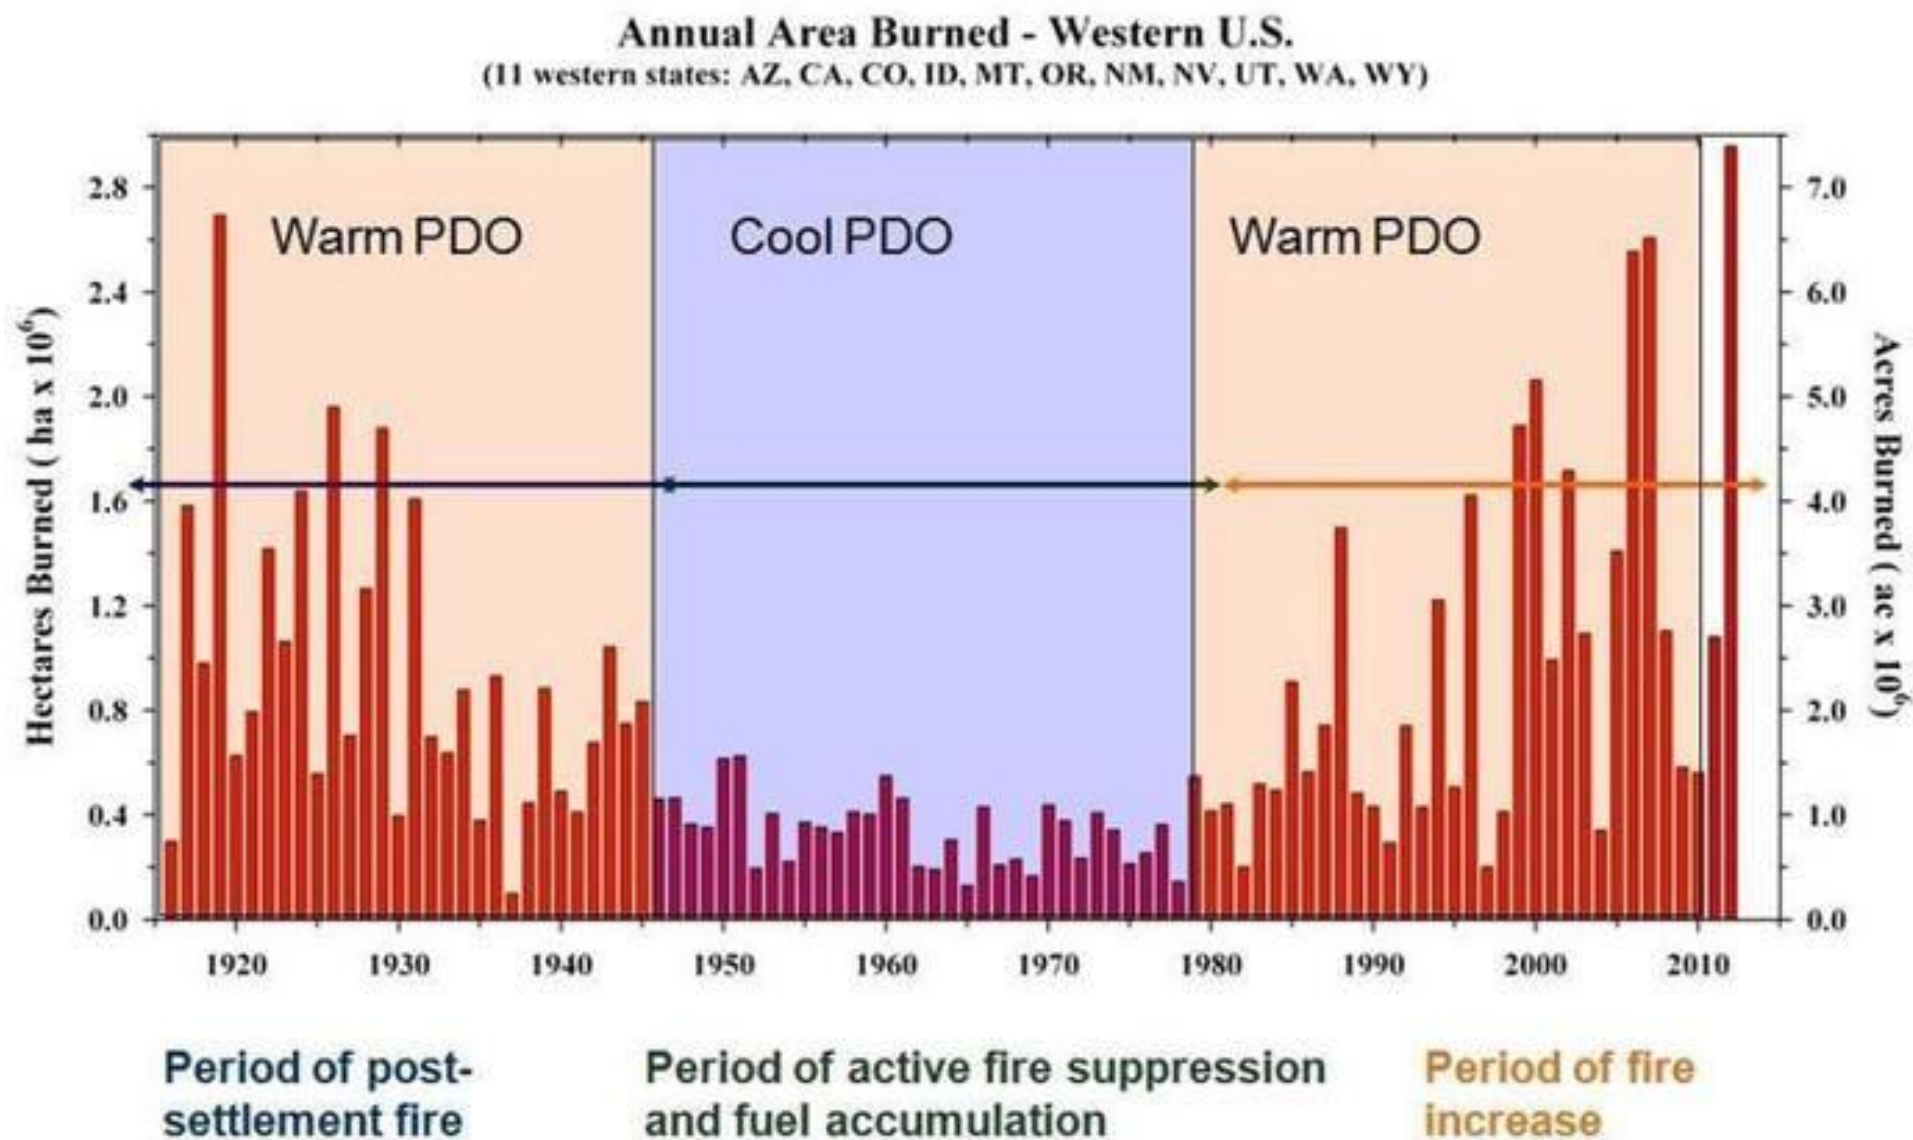 Annual Area Burned - Western U.S.
(11 western states: AZ, CA, CO, ID, MT, OR, NM, NV, UT, WA, WY)
Warm PDO
Cool PDO
Warm PDO
Hectares Burned ( ha x 10⁶)
2.8
2.4
2.0
1.6
1.2
0.8
0.4
0.0
7.0
6.0
5.0
4.0
3.0
2.0
1.0
0.0
Acres Burned ( ac x 10⁶)
1920 1930 1940 1950 1960 1970 1980 1990 2000 2010
Period of post-
settlement fire
Period of active fire suppression
and fuel accumulation
Period of fire
increase